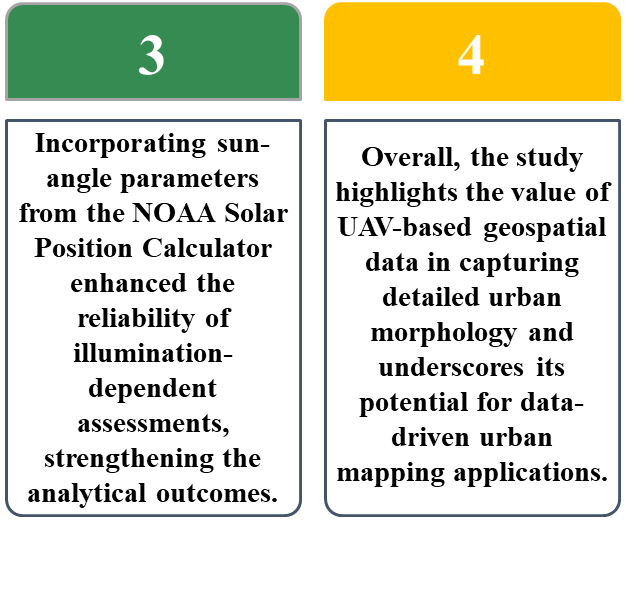 3
Incorporating sun-
angle parameters
from the NOAA Solar
Position Calculator
enhanced the
reliability of
illumination-
dependent
assessments,
strengthening the
analytical outcomes.
4
Overall, the study
highlights the value of
UAV-based geospatial
data in capturing
detailed urban
morphology and
underscores its
potential for data-
driven urban
mapping applications.